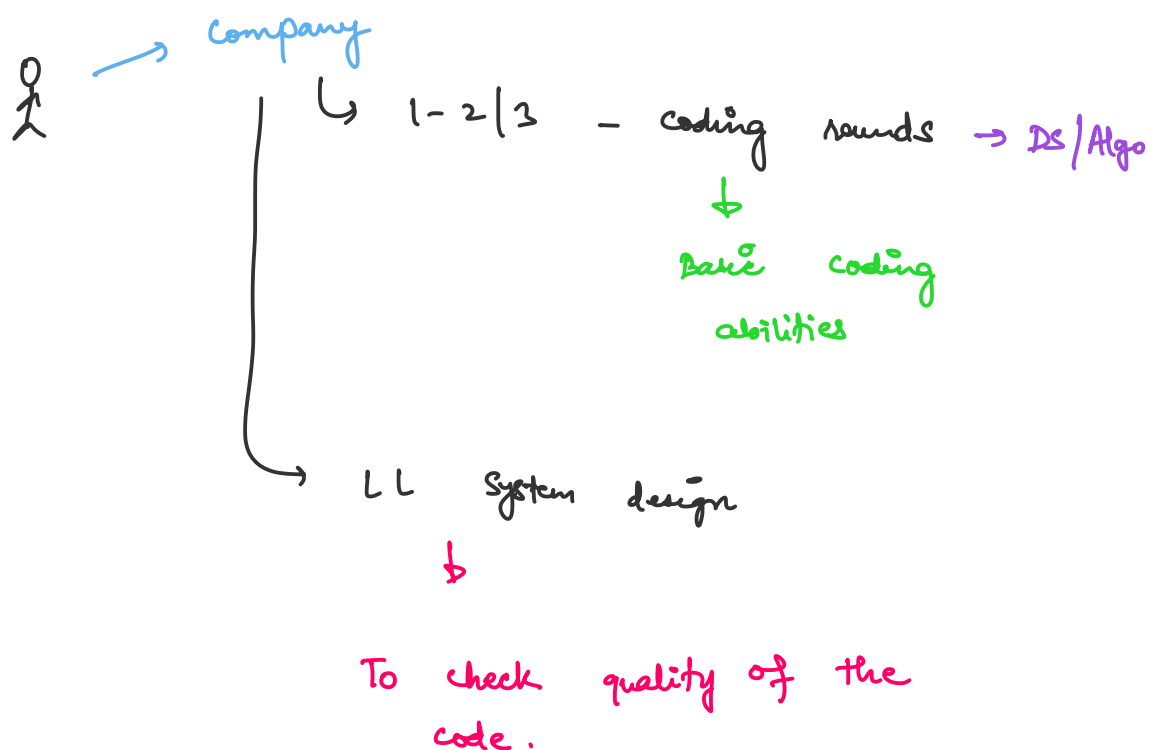 Company
1 - 2/3 - coding rounds → DS/Algo
Basic coding
abilities
LL System design
To check quality of the
code.